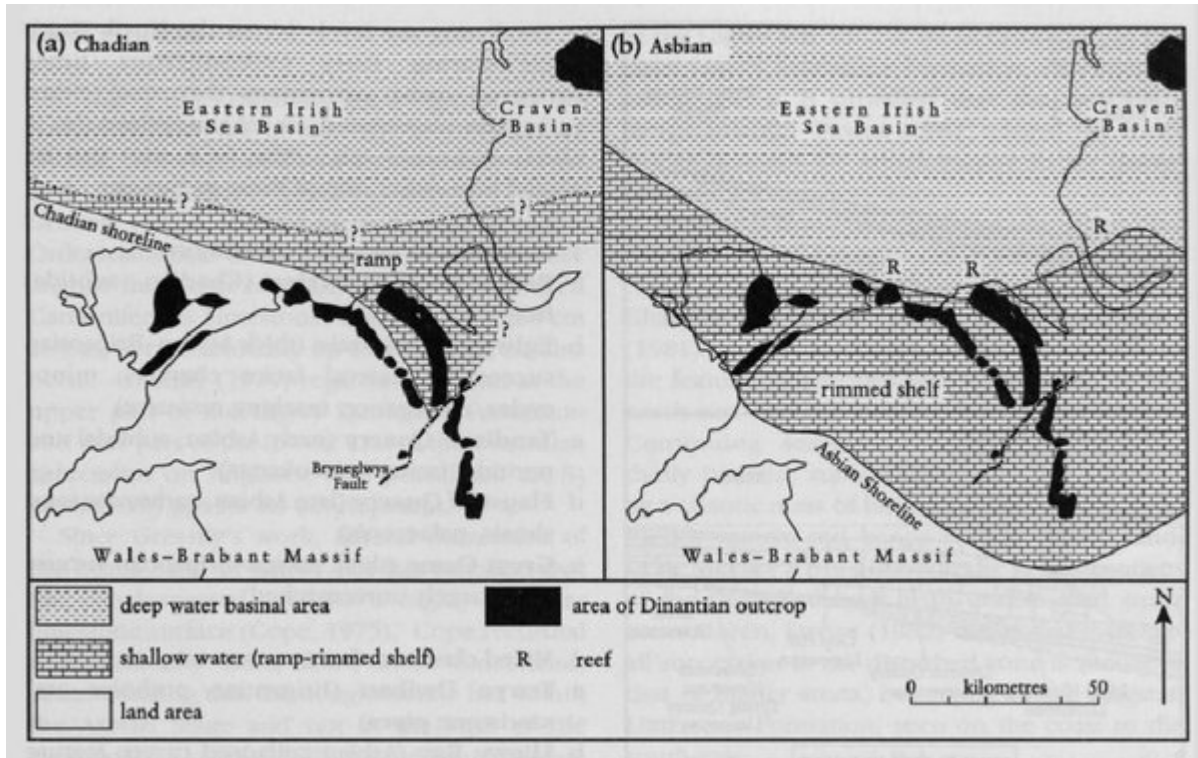 (a) Chadian
Eastern Irish
Sea Basin
Craven
Basin
?
?
?
Chadian shoreline
ramp
?
Bryneglwys
Fault
Wales–Brabant Massif
(b) Asbian
Eastern Irish
Sea Basin
Craven
Basin
R
R
R
rimmed shelf
Asbian Shoreline
Wales–Brabant Massif
deep water basinal area
shallow water (ramp-rimmed shelf)
land area
area of Dinantian outcrop
R reef
N
0 kilometres 50